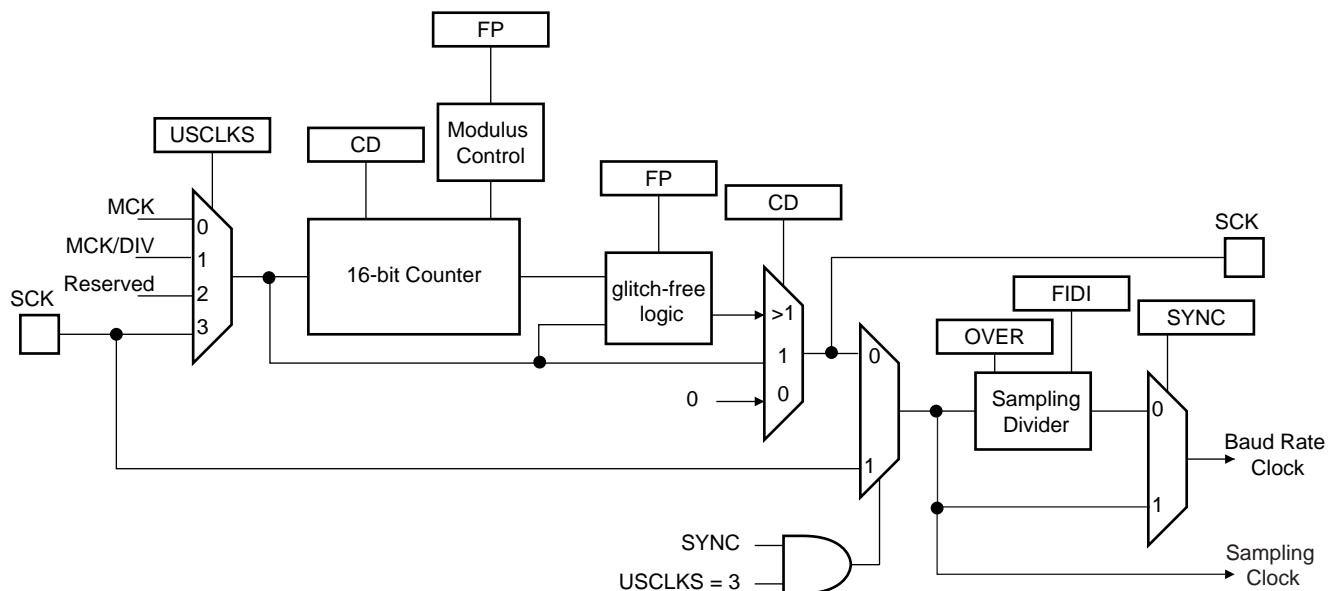 FP
USCLKS
CD
Modulus
Control
FP
CD
MCK
0
MCK/DIV
1
Reserved
2
SCK
3
16-bit Counter
glitch-free
logic
>1
1
0
0
SCK
FIDI
OVER
SYNC
0
1
Sampling
Divider
0
1
Baud Rate
Clock
SYNC
USCLKS = 3
Sampling
Clock